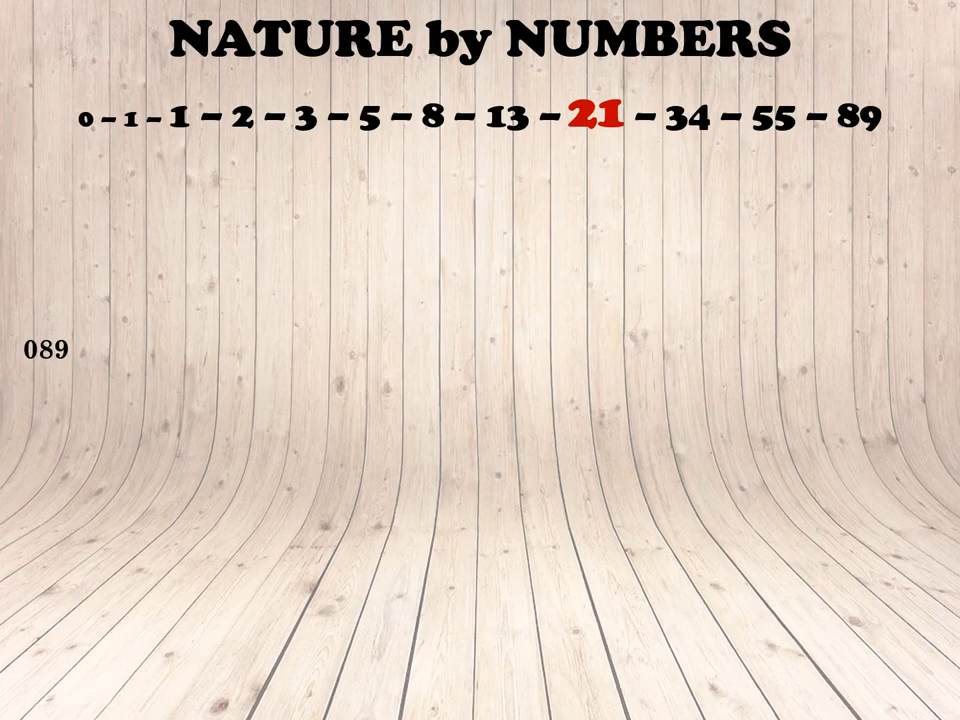 NATURE by NUMBERS
0 – 1 – 1 – 2 – 3 – 5 – 8 – 13 – 21 – 34 – 55 – 89
089